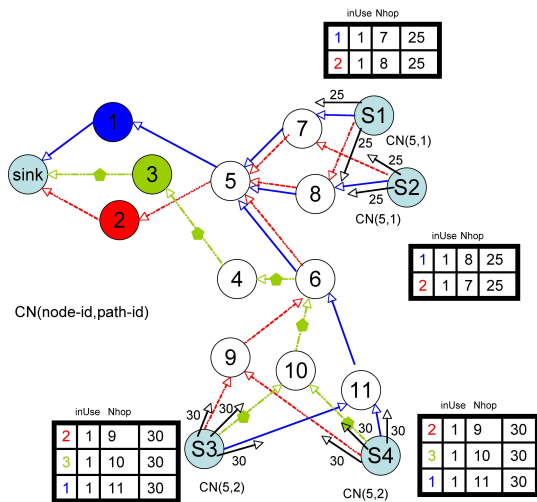 inUse Nhop
1 1 7 25
2 1 8 25
25
S1
CN(5,1)
7
1
25
25
sink
3
5
8
S2
25
2
CN(5,1)
inUse Nhop
1 1 8 25
2 1 7 25
4
6
CN(node-id,path-id)
9
10
11
inUse Nhop
2 1 9 30
3 1 10 30
1 1 11 30
30
30
S3
30
CN(5,2)
30
30
S4
30
CN(5,2)
inUse Nhop
2 1 9 30
3 1 10 30
1 1 11 30